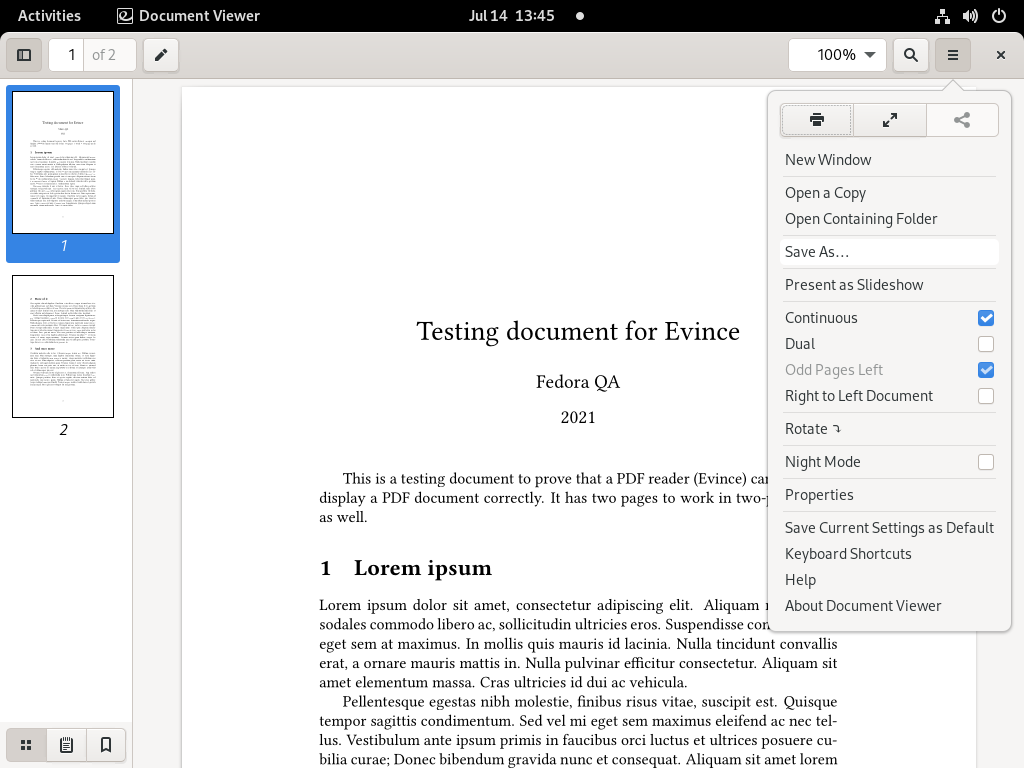 Activities
Document Viewer
Jul 14 13:45
1
of 2
100%
1
2
New Window
Open a Copy
Open Containing Folder
Save As…
Present as Slideshow
Continuous
Dual
Odd Pages Left
Right to Left Document
Rotate ⤵
Night Mode
Properties
Save Current Settings as Default
Keyboard Shortcuts
Help
About Document Viewer
Testing document for Evince
Fedora QA
2021
This is a testing document to prove that a PDF reader (Evince) can
display a PDF document correctly. It has two pages to work in
as well.
1 Lorem ipsum
Lorem ipsum dolor sit amet, consectetur adipiscing elit. Aliquam
sodales commodo libero ac, sollicitudin ultricies eros. Suspendisse
eget sem at maximus. In mollis quis mauris id lacinia. Nulla tincidunt convallis
erat, a ornare mauris mattis in. Nulla pulvinar efficitur consectetur. Aliquam sit
amet elementum massa. Cras ultricies id dui ac vehicula.
Pellentesque egestas nibh molestie, finibus risus vitae, suscipit est. Quisque
tempor sagittis condimentum. Sed vel mi eget sem maximus eleifend ac nec tel-
lus. Vestibulum ante ipsum primis in faucibus orci luctus et ultrices posuere cu-
bilia curae; Donec bibendum gravida nunc et consequat. Aliquam sit amet lorem